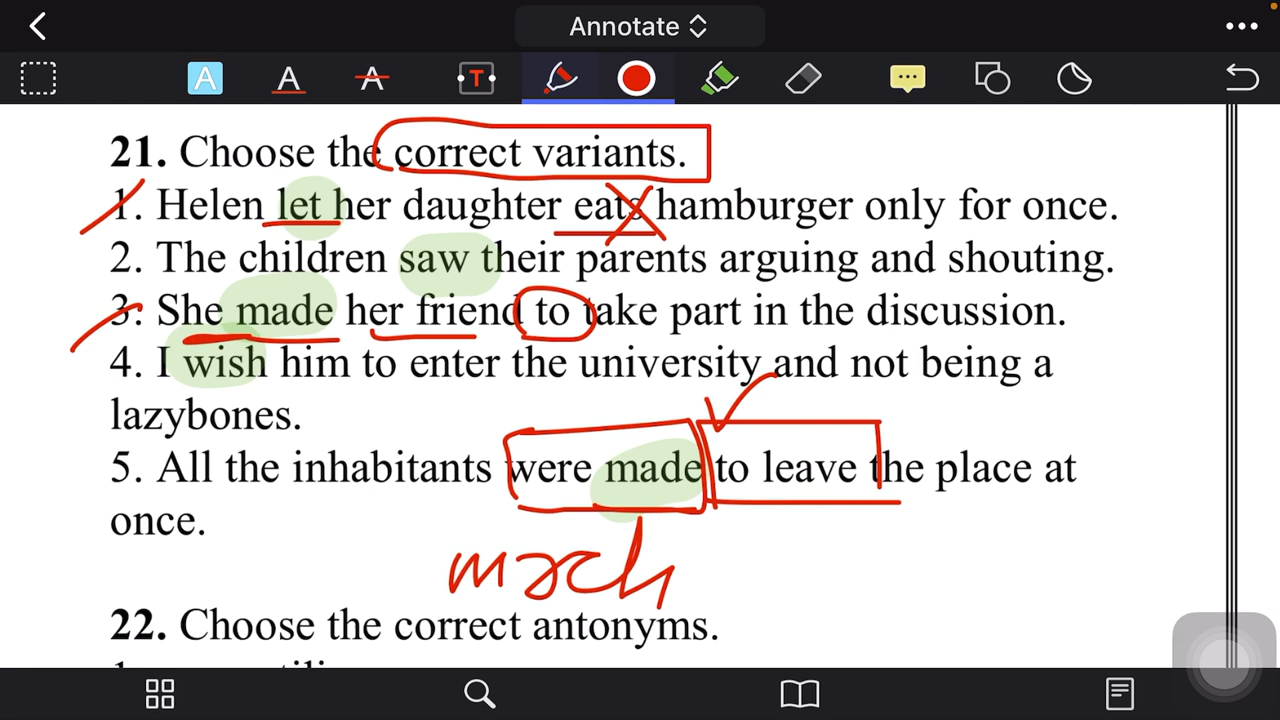 Annotate
21. Choose the correct variants.
1. Helen let her daughter eats hamburger only for once.
2. The children saw their parents arguing and shouting.
3. She made her friend to take part in the discussion.
4. I wish him to enter the university and not being a
lazybones.
5. All the inhabitants were made to leave the place at
once.
22. Choose the correct antonyms.